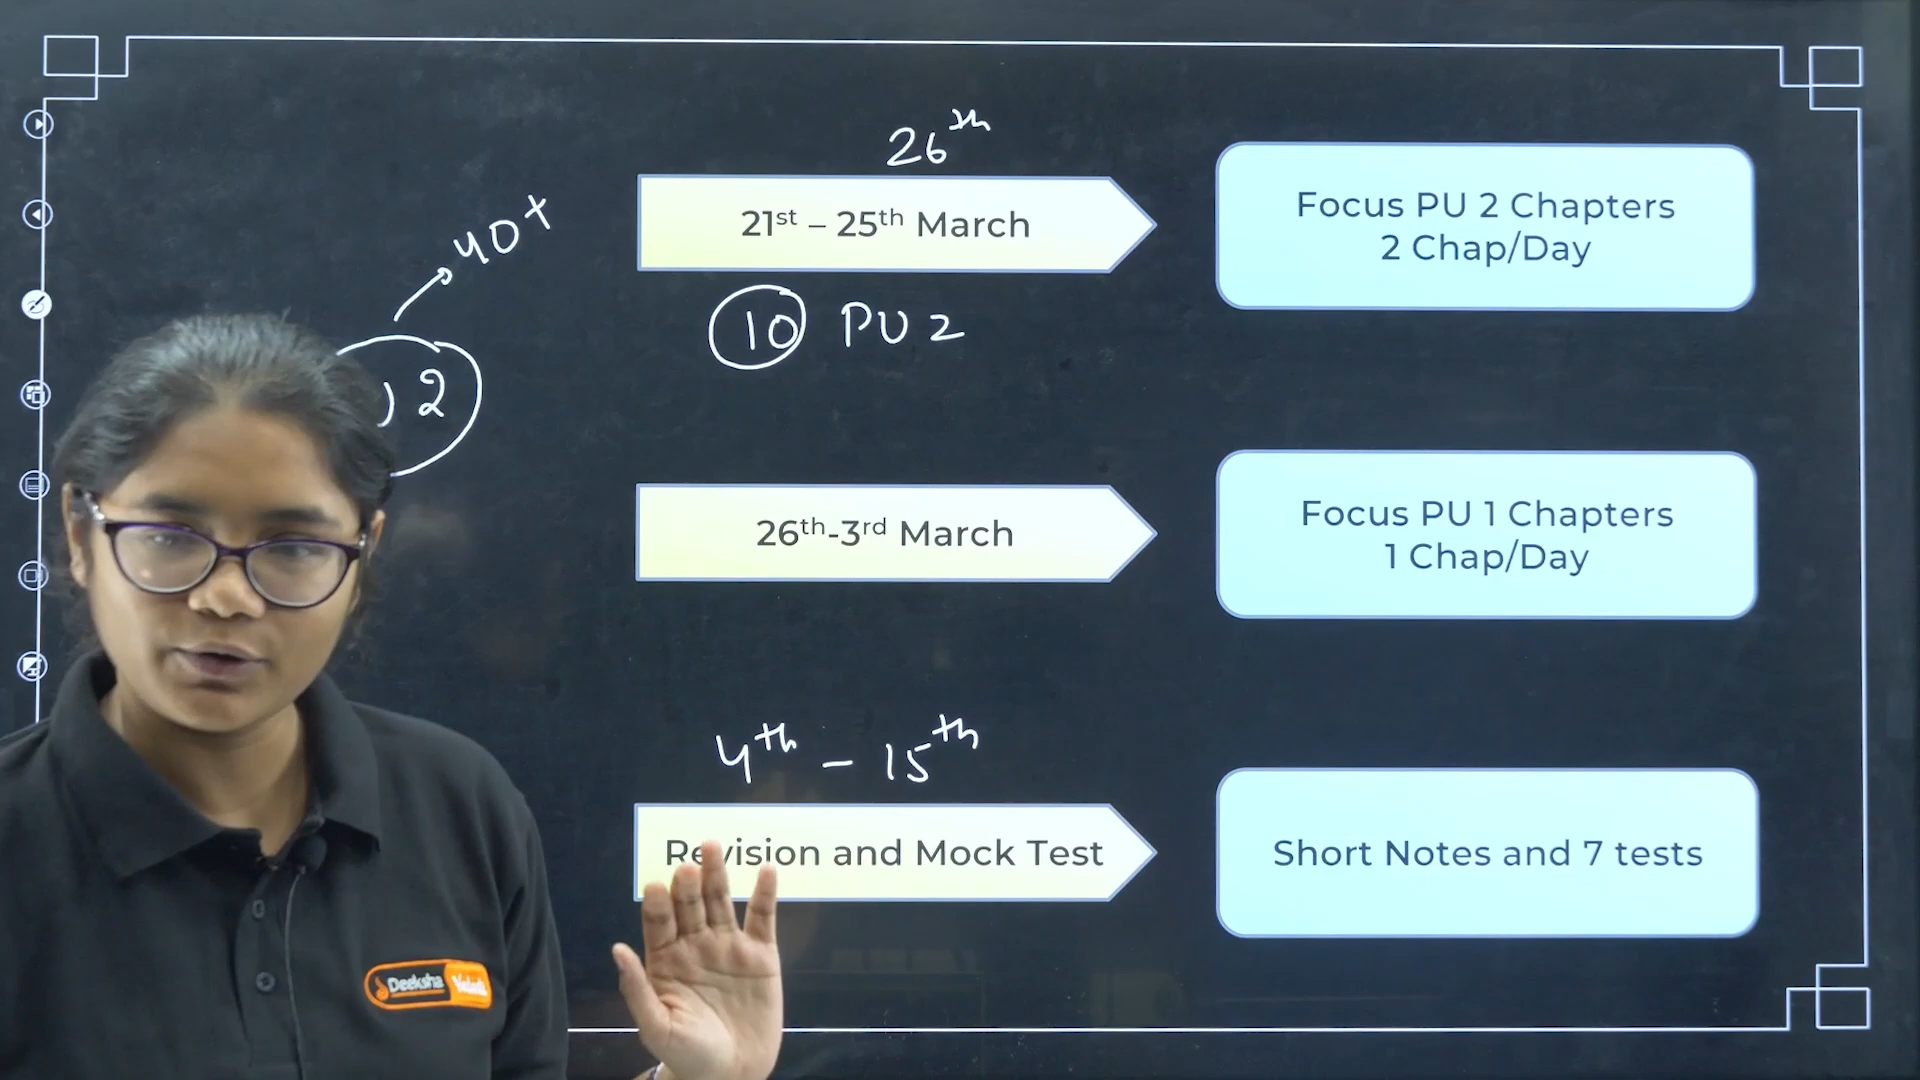 26th
21st – 25th March
Focus PU 2 Chapters
2 Chap/Day
40+
10 PU 2
2
26th-3rd March
Focus PU 1 Chapters
1 Chap/Day
4th – 15th
Revision and Mock Test
Short Notes and 7 tests
Deeksha